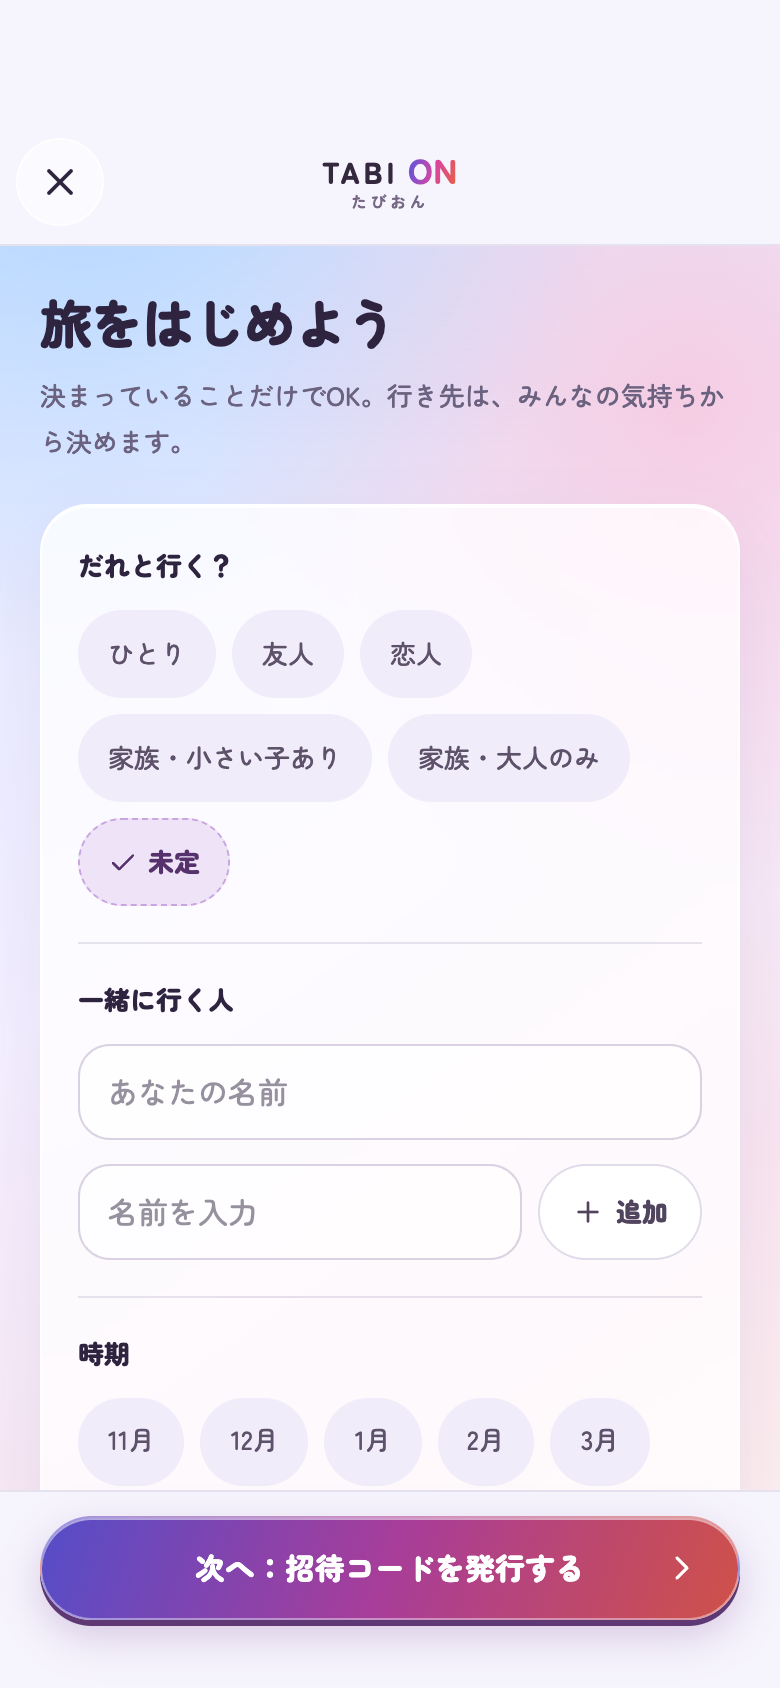 TABI ON
たびおん
旅をはじめよう
決まっていることだけでOK。行き先は、みんなの気持ちか
ら決めます。
だれと行く？
ひとり 友人 恋人
家族・小さい子あり 家族・大人のみ
未定
一緒に行く人
あなたの名前
名前を入力 追加
時期
11月 12月 1月 2月 3月
次へ：招待コードを発行する